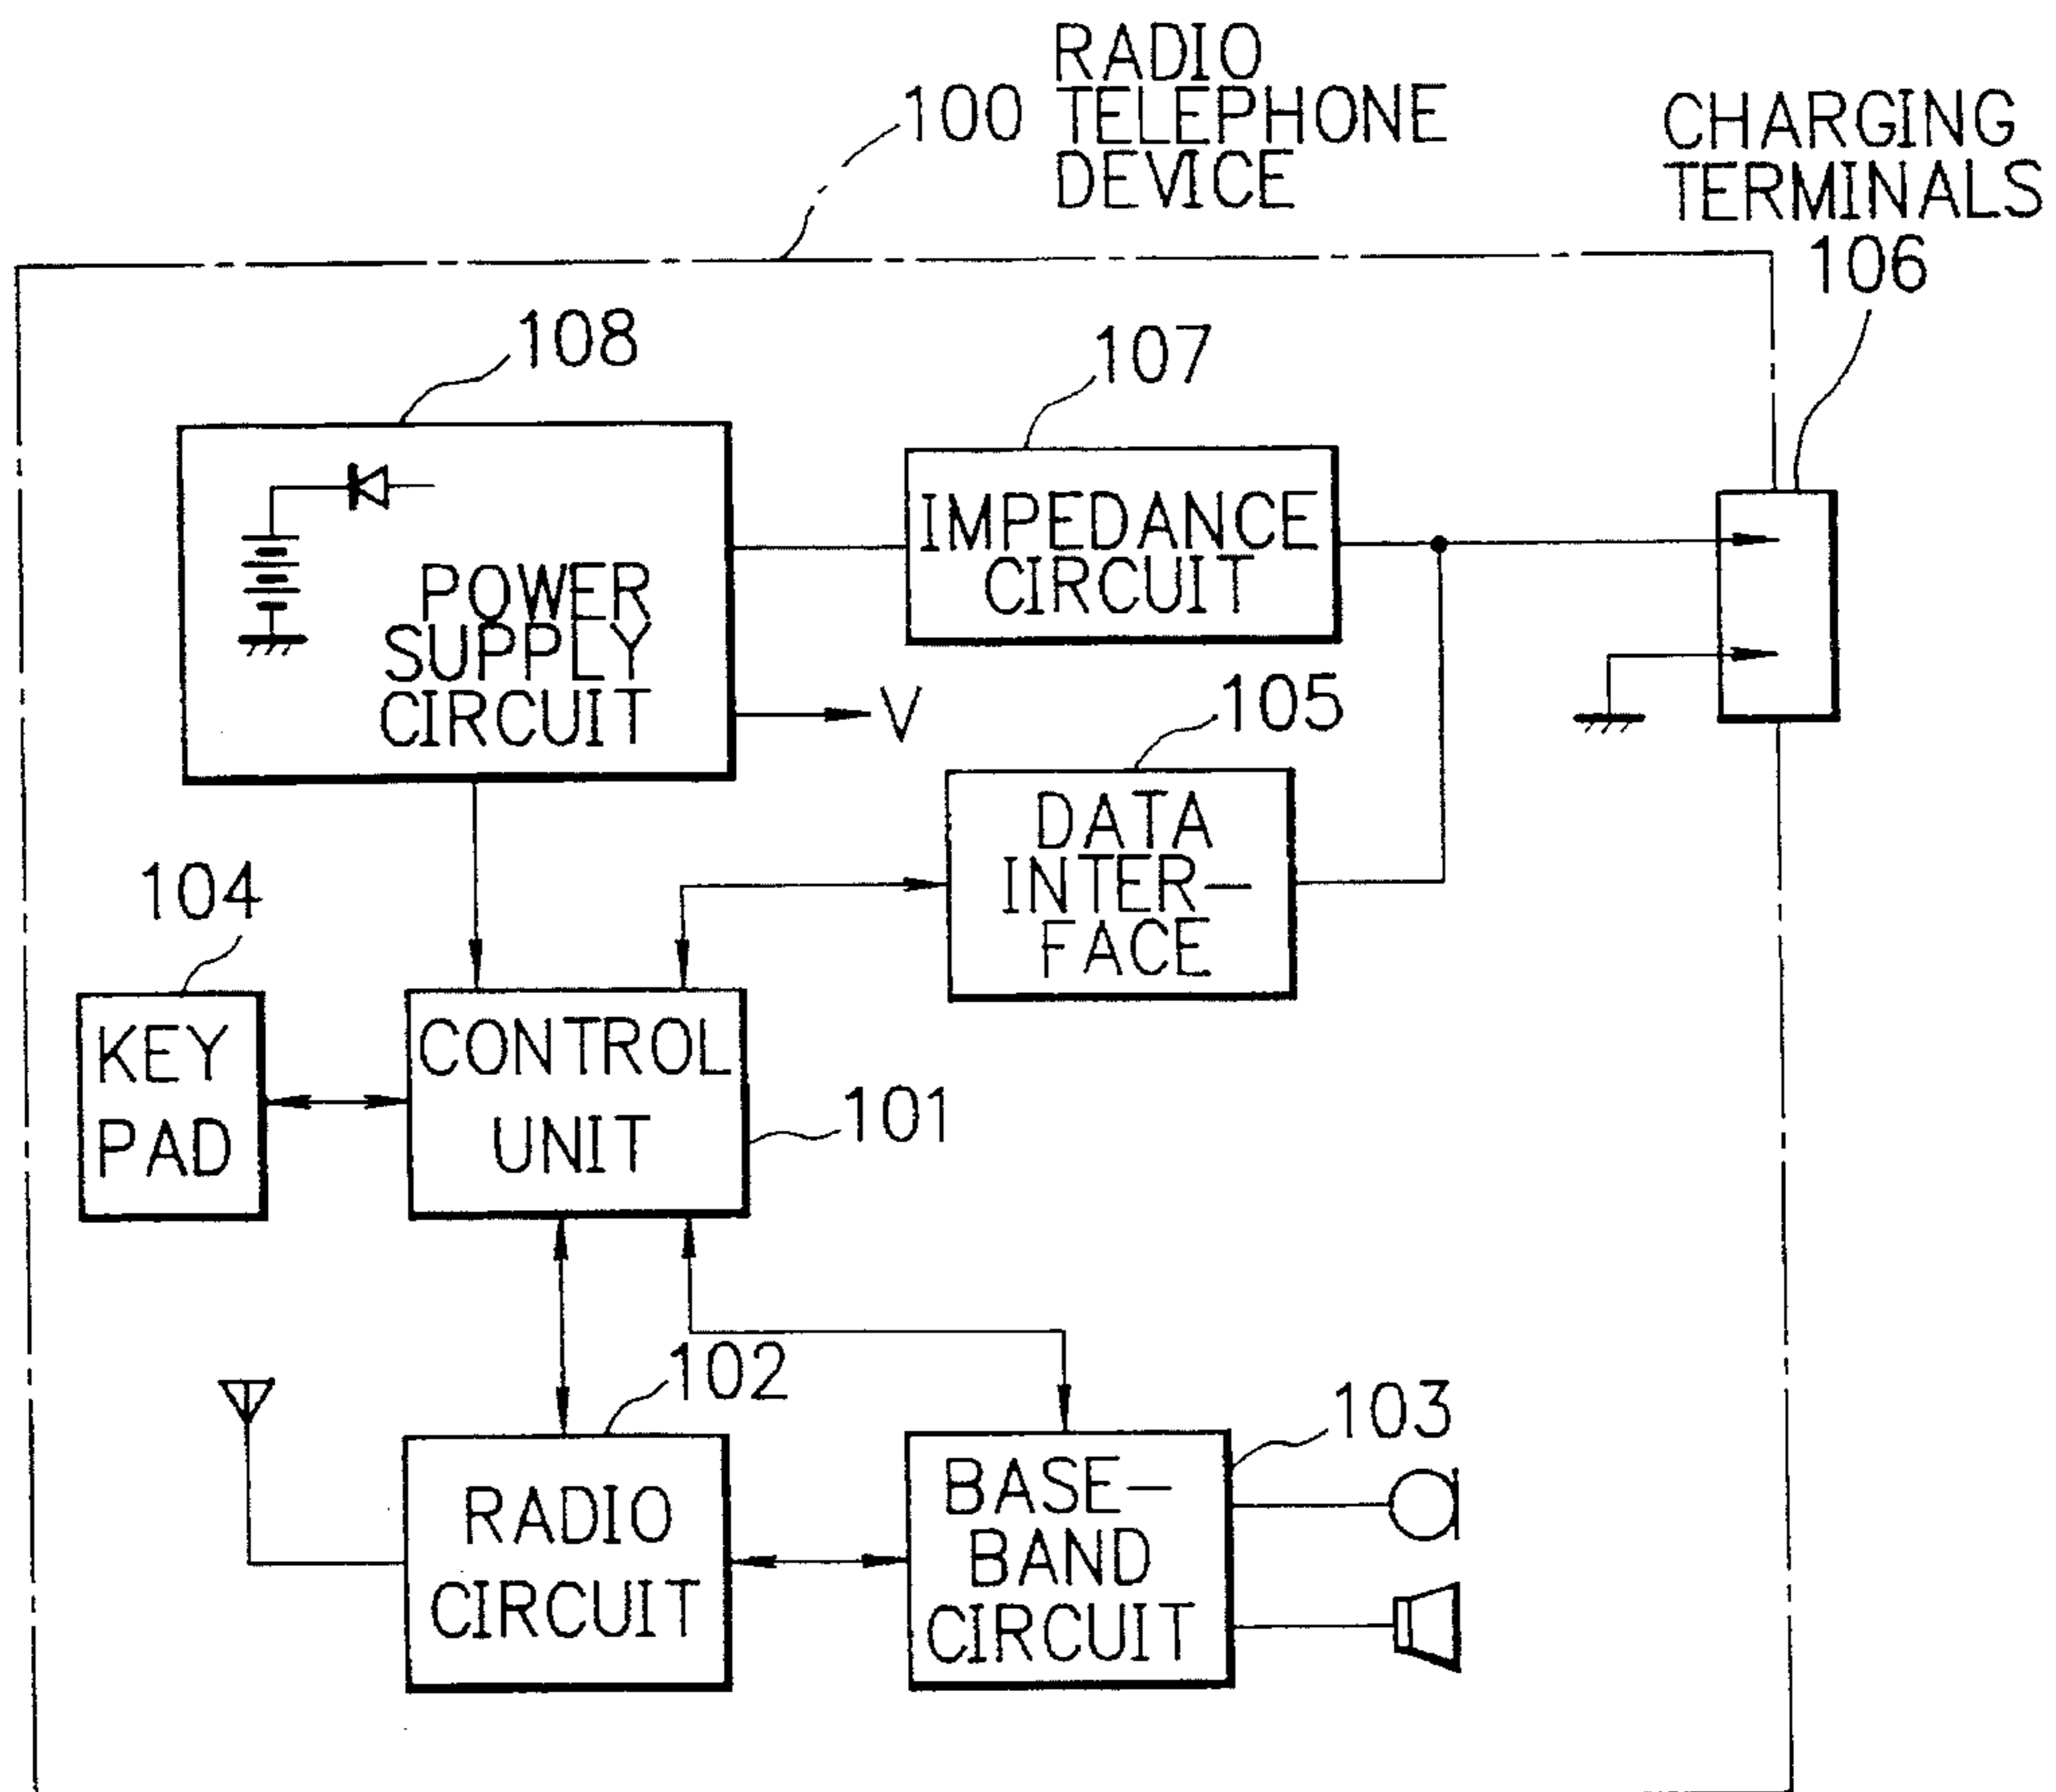 RADIO
100 TELEPHONE
DEVICE
CHARGING
TERMINALS
106
108
107
IMPEDANCE
CIRCUIT
POWER
SUPPLY
CIRCUIT
V
105
DATA
INTER-
FACE
104
KEY
PAD
CONTROL
UNIT
101
102
103
RADIO
CIRCUIT
BASE-
BAND
CIRCUIT